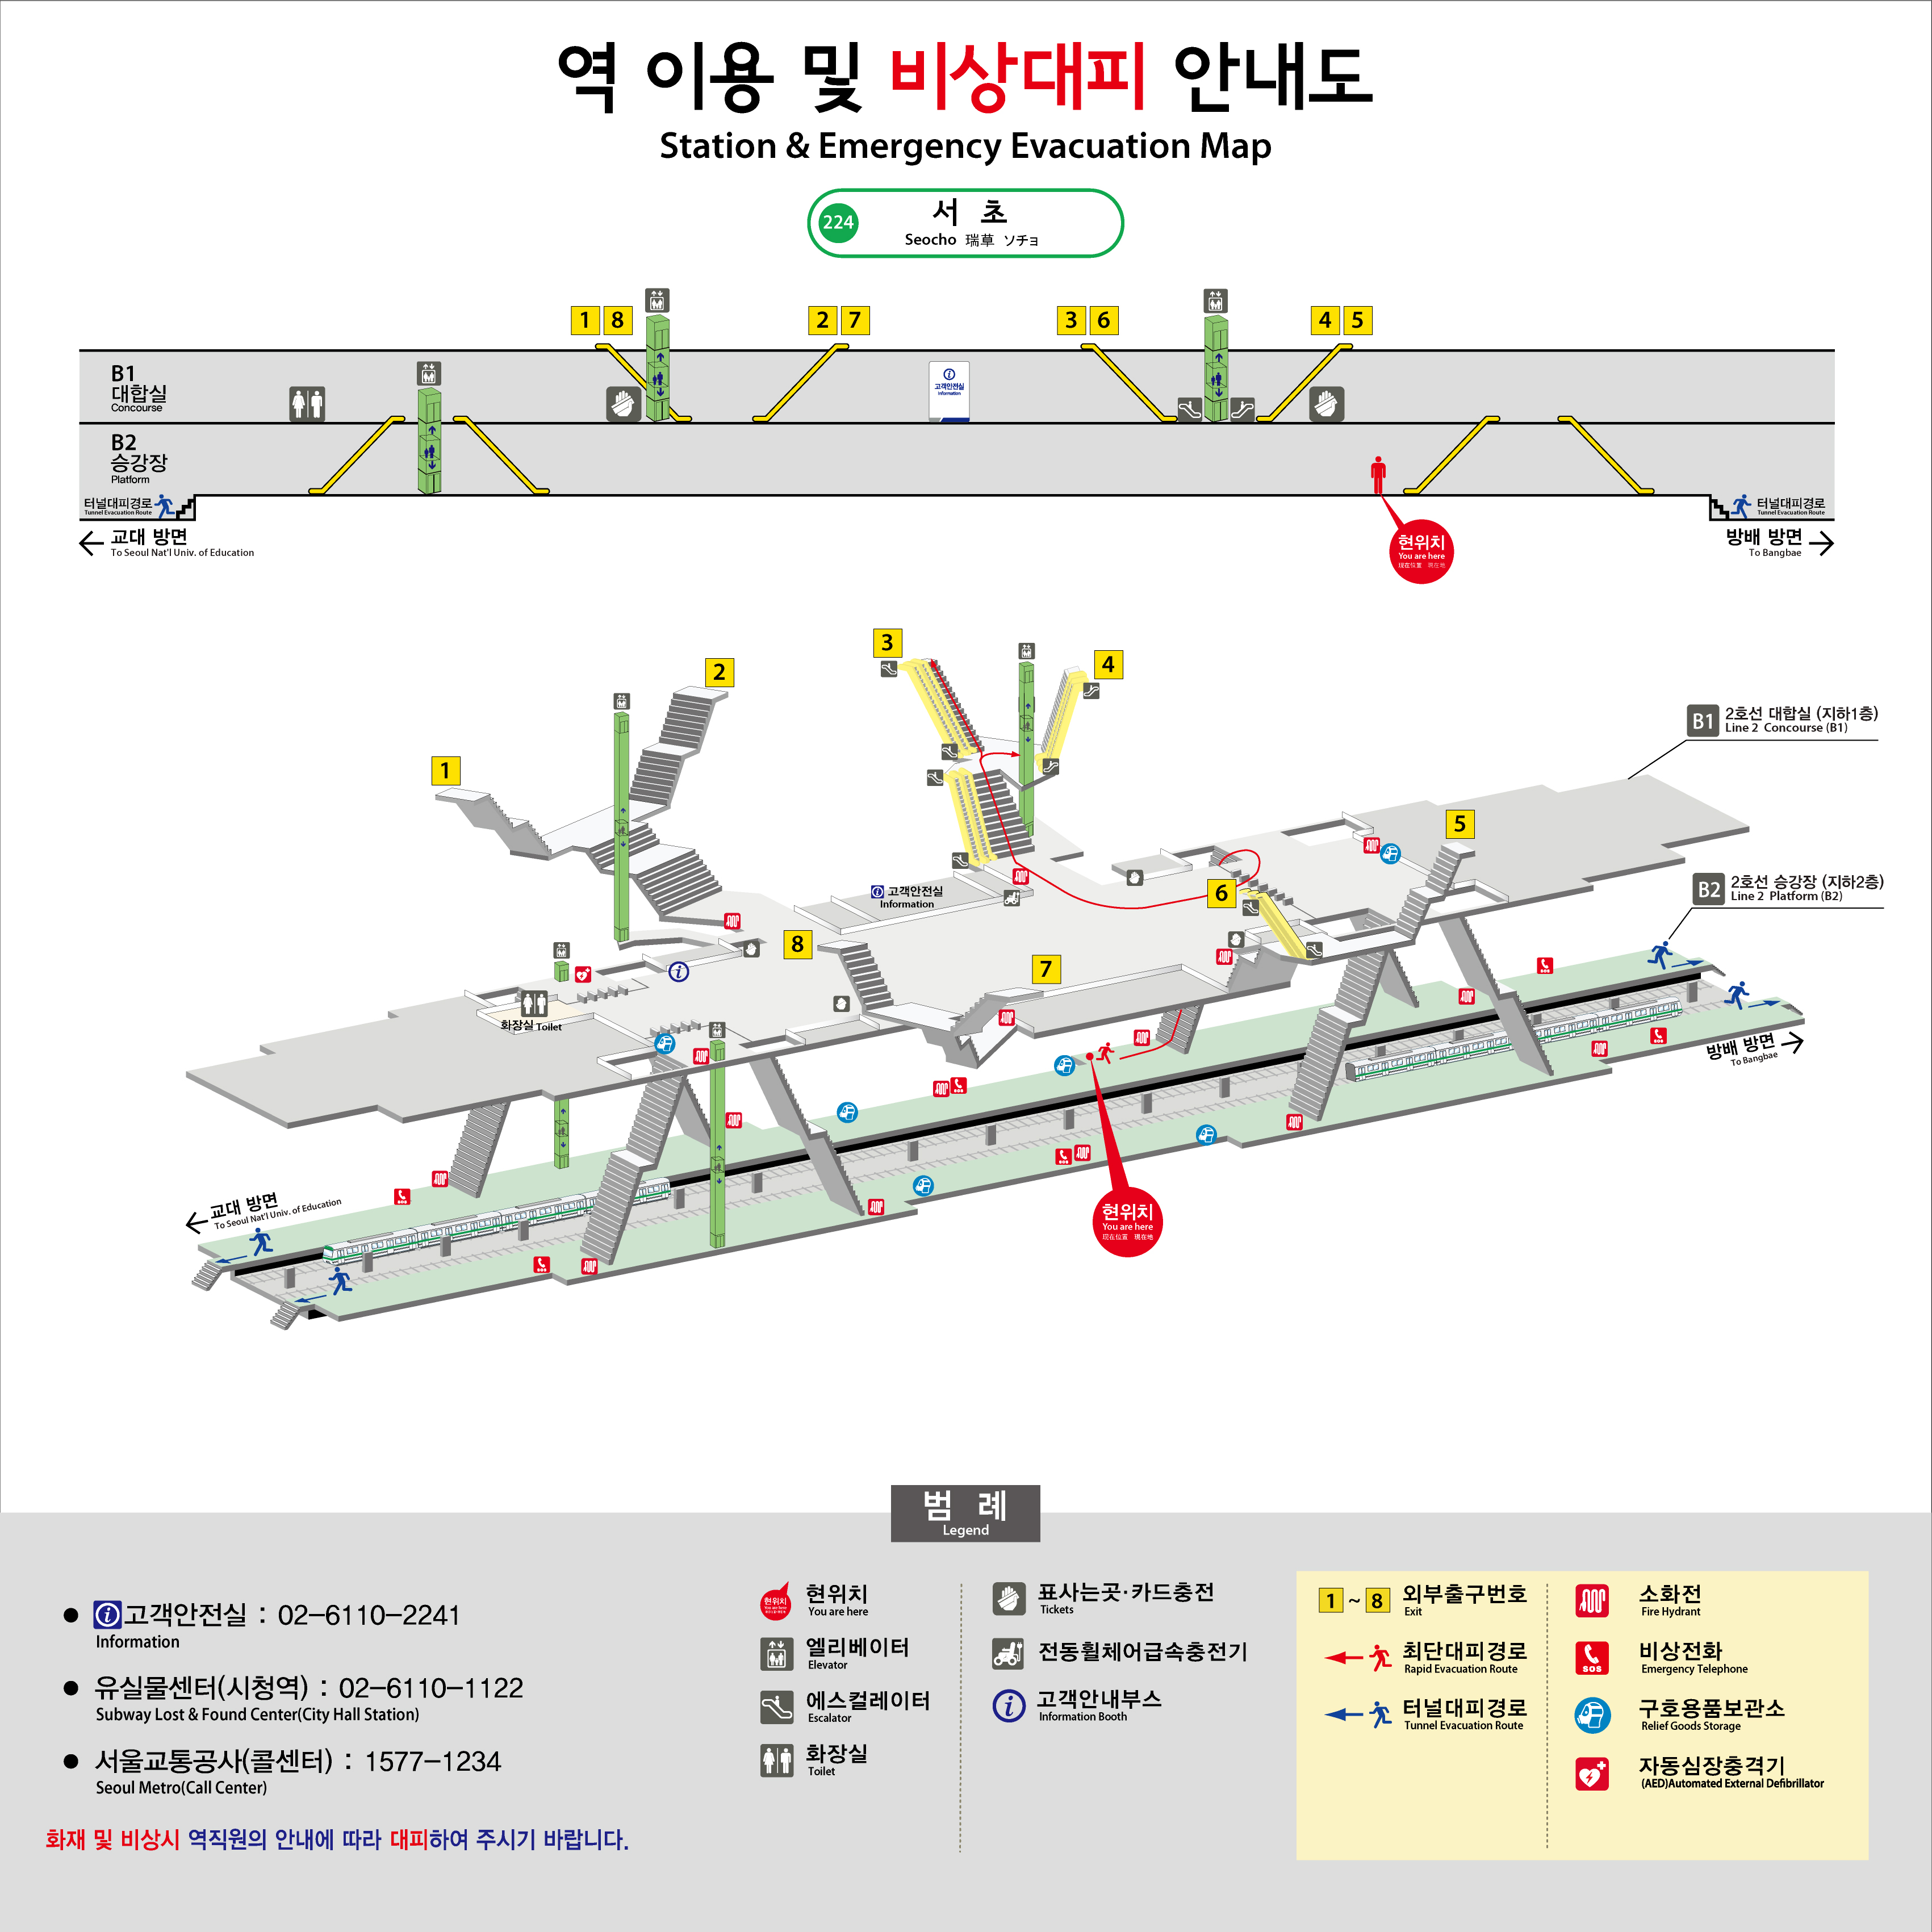 역 이용 및 비상대피 안내도
Station & Emergency Evacuation Map
224
서 초
Seocho 瑞草 ソチョ
1 8
2 7
3 6
4 5
B1
대합실
Concourse
고객안전실
Information
B2
승강장
Platform
터널대피경로
Tunnel Evacuation Route
교대 방면
To Seoul Nat'l Univ. of Education
터널대피경로
Tunnel Evacuation Route
방배 방면
To Bangbae
현위치
You are here
现在位置 現在地
3
4
2
1
B1 2호선 대합실 (지하1층)
Line 2 Concourse (B1)
5
B2 2호선 승강장 (지하2층)
Line 2 Platform (B2)
고객안전실
Information
6
8
7
화장실 Toilet
SOS
SOS
SOS
SOS
SOS
SOS
방배 방면
To Bangbae
교대 방면
To Seoul Nat'l Univ. of Education
현위치
You are here
现在位置 現在地
범 례
Legend
● 고객안전실 : 02-6110-2241
Information
● 유실물센터(시청역) : 02-6110-1122
Subway Lost & Found Center(City Hall Station)
● 서울교통공사(콜센터) : 1577-1234
Seoul Metro(Call Center)
화재 및 비상시 역직원의 안내에 따라 대피하여 주시기 바랍니다.
현위치
현위치
You are here
엘리베이터
Elevator
에스컬레이터
Escalator
화장실
Toilet
표사는곳·카드충전
Tickets
전동휠체어급속충전기
고객안내부스
Information Booth
1 ~ 8 외부출구번호
Exit
최단대피경로
Rapid Evacuation Route
터널대피경로
Tunnel Evacuation Route
소화전
Fire Hydrant
SOS
비상전화
Emergency Telephone
구호용품보관소
Relief Goods Storage
자동심장충격기
(AED)Automated External Defibrillator